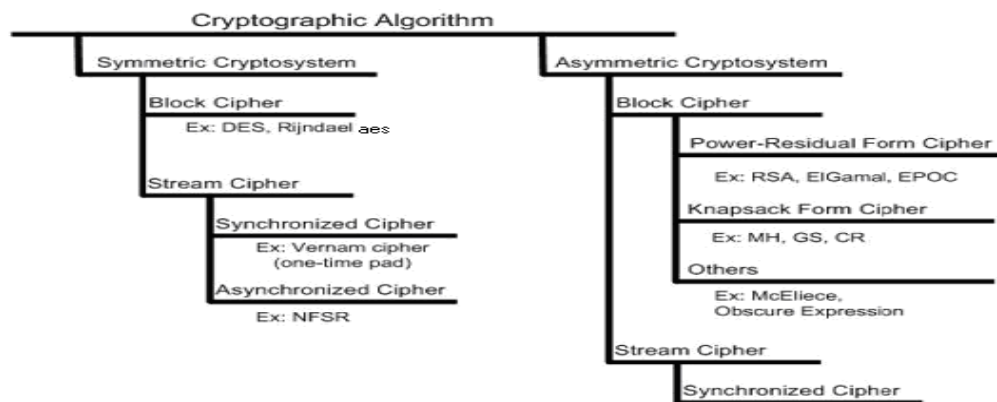 Cryptographic Algorithm
Symmetric Cryptosystem
Block Cipher
Ex: DES, Rijndael aes
Stream Cipher
Synchronized Cipher
Ex: Vernam cipher
(one-time pad)
Asynchronized Cipher
Ex: NFSR
Asymmetric Cryptosystem
Block Cipher
Power-Residual Form Cipher
Ex: RSA, ElGamal, EPOC
Knapsack Form Cipher
Ex: MH, GS, CR
Others
Ex: McEliece,
Obscure Expression
Stream Cipher
Synchronized Cipher